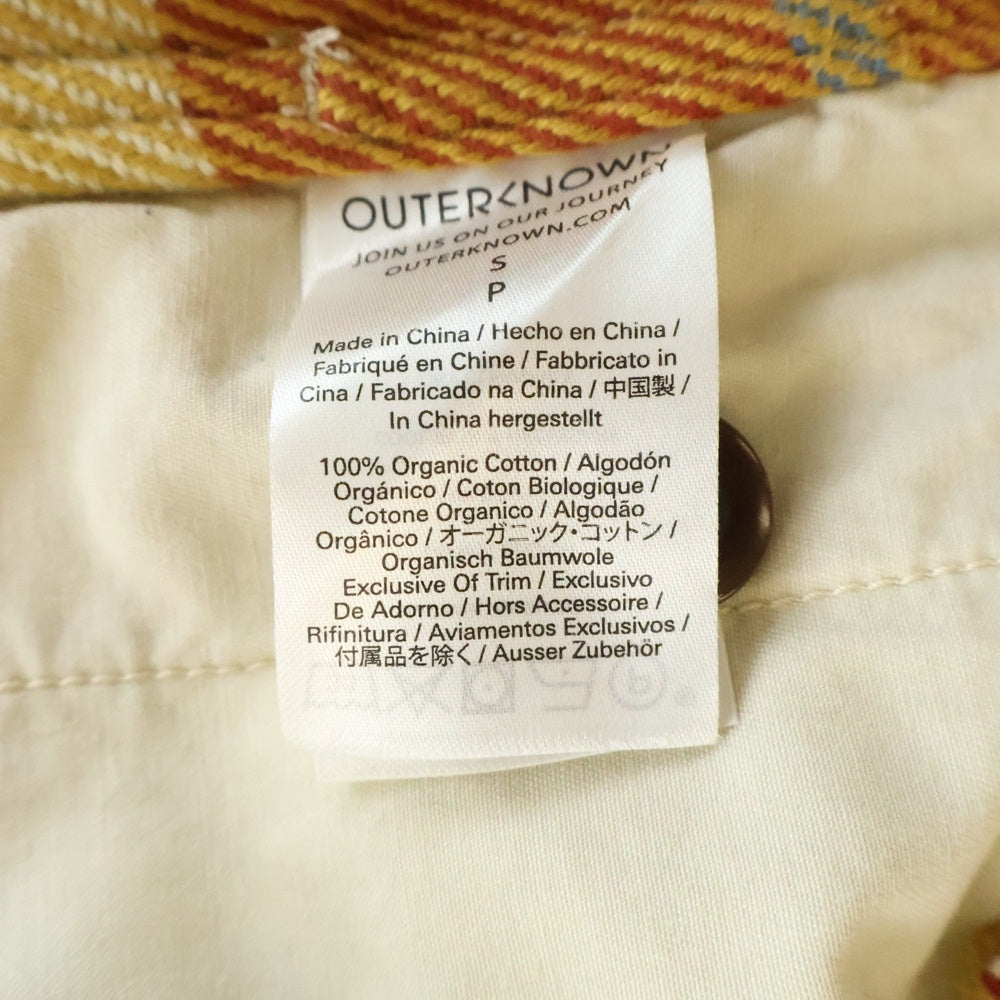 OUTERKNOWN
JOIN US ON OUR JOURNEY
OUTERKNOWN.COM
S
P
Made in China / Hecho en China /
Fabriqué en Chine / Fabbricato in
Cina / Fabricado na China / 中国製 /
In China hergestellt
100% Organic Cotton / Algodón
Orgánico / Coton Biologique /
Cotone Organico / Algodão
Orgânico / オーガニック・コットン /
Organisch Baumwole
Exclusive Of Trim / Exclusivo
De Adorno / Hors Accessoire /
Rifinitura / Aviamentos Exclusivos /
付属品を除く / Ausser Zubehör